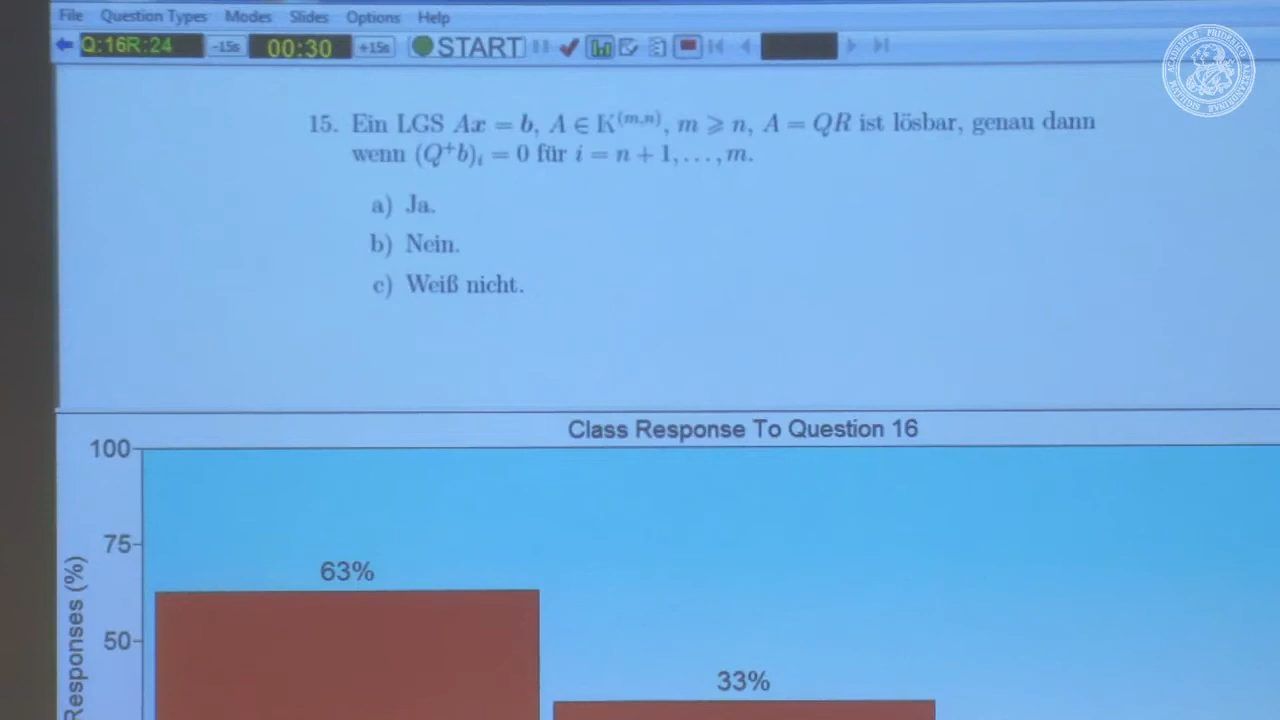 File Question Types Modes Slides Options Help
Q:16R:24 -15s 00:30 +15s START
15. Ein LGS Ax = b, A ∈ K^(m,n), m ⩾ n, A = QR ist lösbar, genau dann
wenn (Q⁺b)ᵢ = 0 für i = n + 1, . . . , m.
a) Ja.
b) Nein.
c) Weiß nicht.
Class Response To Question 16
100
75
63%
50
33%
Responses (%)